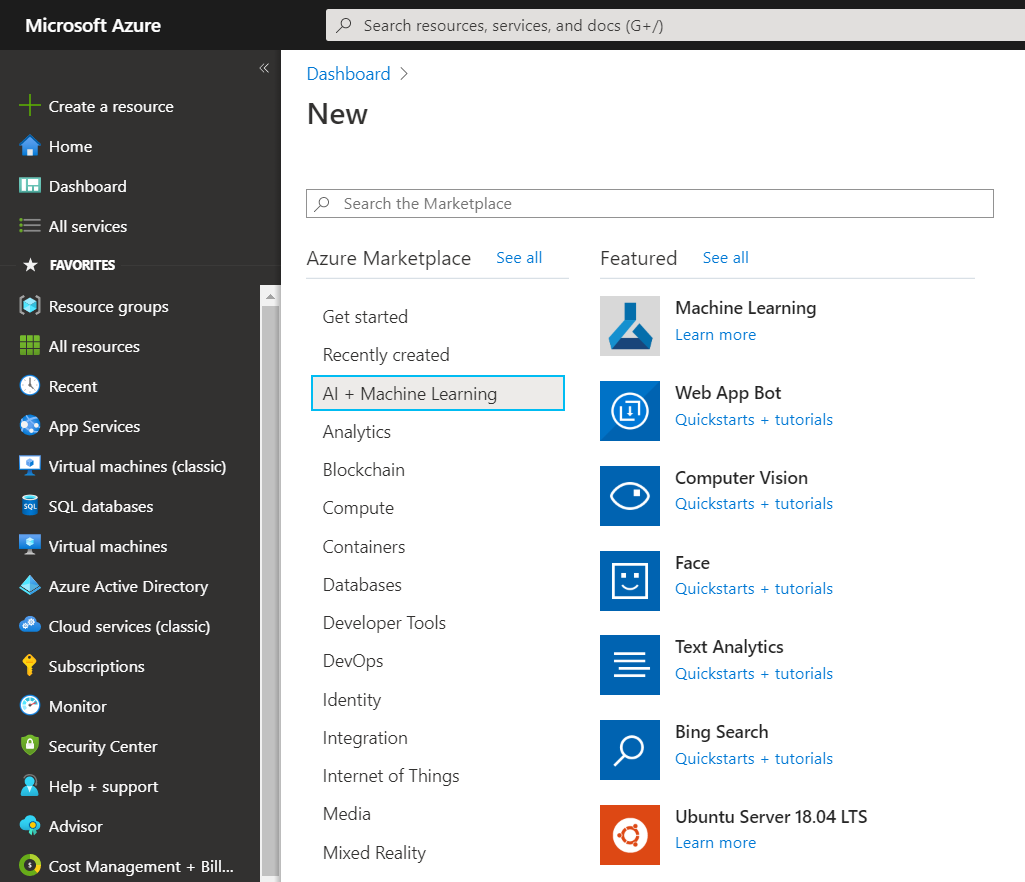 Microsoft Azure
Search resources, services, and docs (G+/)
«
Create a resource
Home
Dashboard
All services
FAVORITES
Resource groups
All resources
Recent
App Services
Virtual machines (classic)
SQL databases
Virtual machines
Azure Active Directory
Cloud services (classic)
Subscriptions
Monitor
Security Center
Help + support
Advisor
Cost Management + Bill...
Dashboard >
New
Search the Marketplace
Azure Marketplace See all
Get started
Recently created
AI + Machine Learning
Analytics
Blockchain
Compute
Containers
Databases
Developer Tools
DevOps
Identity
Integration
Internet of Things
Media
Mixed Reality
Featured See all
Machine Learning
Learn more
Web App Bot
Quickstarts + tutorials
Computer Vision
Quickstarts + tutorials
Face
Quickstarts + tutorials
Text Analytics
Quickstarts + tutorials
Bing Search
Quickstarts + tutorials
Ubuntu Server 18.04 LTS
Learn more
SQL